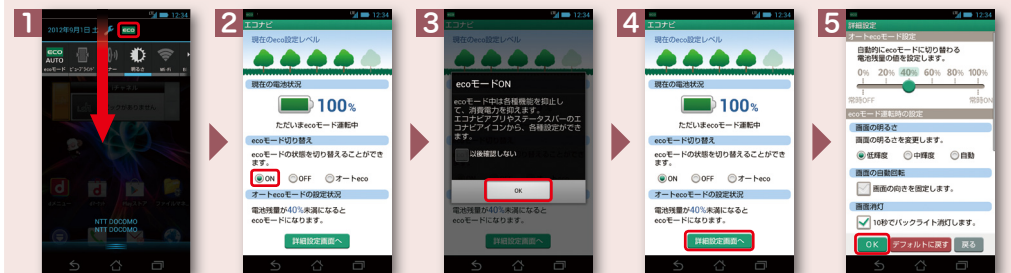 1
12:34
2012年9月1日 土
ECO
ECO
AUTO
ecoモード
明るさ
Wi-Fi
NTT DOCOMO
NTT DOCOMO
2
12:34
エコナビ
現在のeco設定レベル
現在の電池状況
100%
ただいまecoモード運転中
ecoモード切り替え
ecoモードの状態を切り替えることができ
ます。
ON OFF オートeco
オートecoモードの設定状況
電池残量が40%未満になると
ecoモードになります。
詳細設定画面へ
3
12:34
エコナビ
現在のeco設定レベル
ecoモードON
ecoモード中は各種機能を抑止し
て、消費電力を抑えます。
エコナビアプリやステータスバーのエ
コナビアイコンから、各種設定ができ
ます。
以後確認しない
OK
電池残量が40%未満になると
ecoモードになります。
詳細設定画面へ
4
12:34
エコナビ
現在のeco設定レベル
現在の電池状況
100%
ただいまecoモード運転中
ecoモード切り替え
ecoモードの状態を切り替えることができ
ます。
ON OFF オートeco
オートecoモードの設定状況
電池残量が40%未満になると
ecoモードになります。
詳細設定画面へ
5
12:34
詳細設定
オートecoモード設定
自動的にecoモードに切り替わる
電池残量の値を設定します。
0% 20% 40% 60% 80% 100%
常時OFF 常時ON
ecoモード運転時の設定
画面の明るさ
画面の明るさを変更します。
低輝度 中輝度 自動
画面の自動回転
画面の向きを固定します。
画面消灯
10秒でバックライト消灯します。
OK デフォルトに戻す 戻る